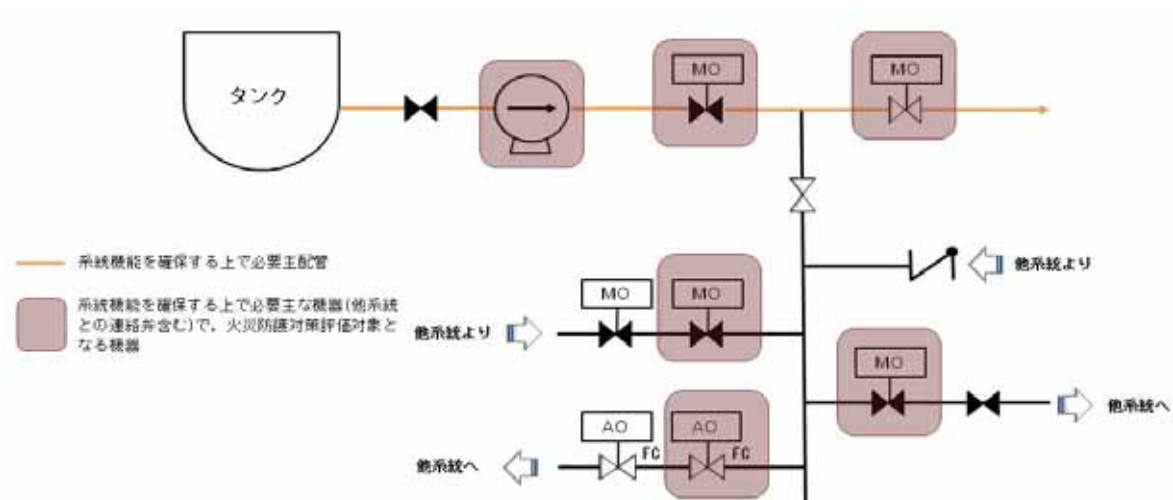 MO
MO
タンク
系統機能を確保する上で必要主配管
他系統より
系統機能を確保する上で必要主な機器(他系統
との連絡弁含む)で、火災防護対策評価対象と
なる機器
MO
MO
他系統より
MO
他系統へ
AO
AO
FC
FC
他系統へ